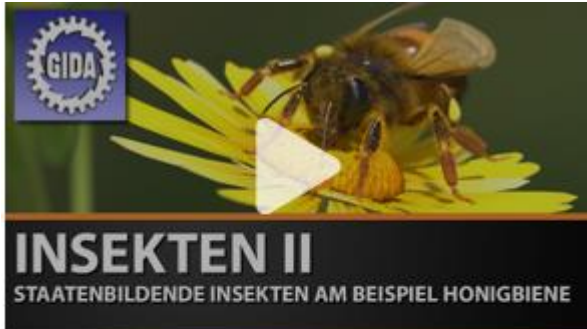 GIDA
INSEKTEN II
STAATENBILDENDE INSEKTEN AM BEISPIEL HONIGBIENE